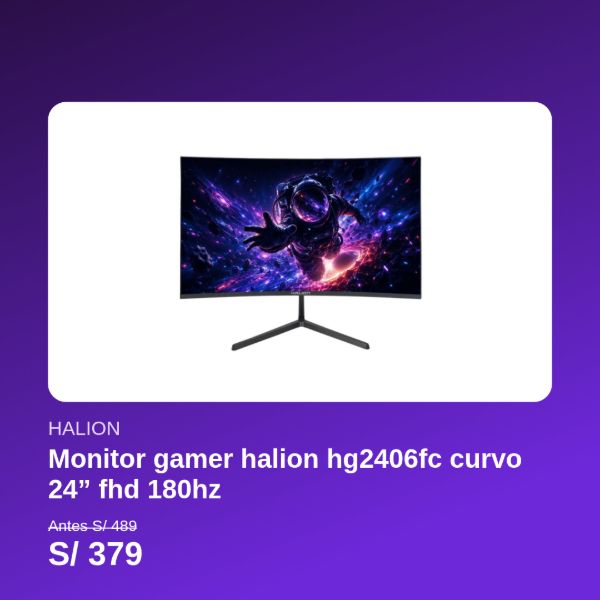 HALION
Monitor gamer halion hg2406fc curvo
24” fhd 180hz
Antes S/ 489
S/ 379